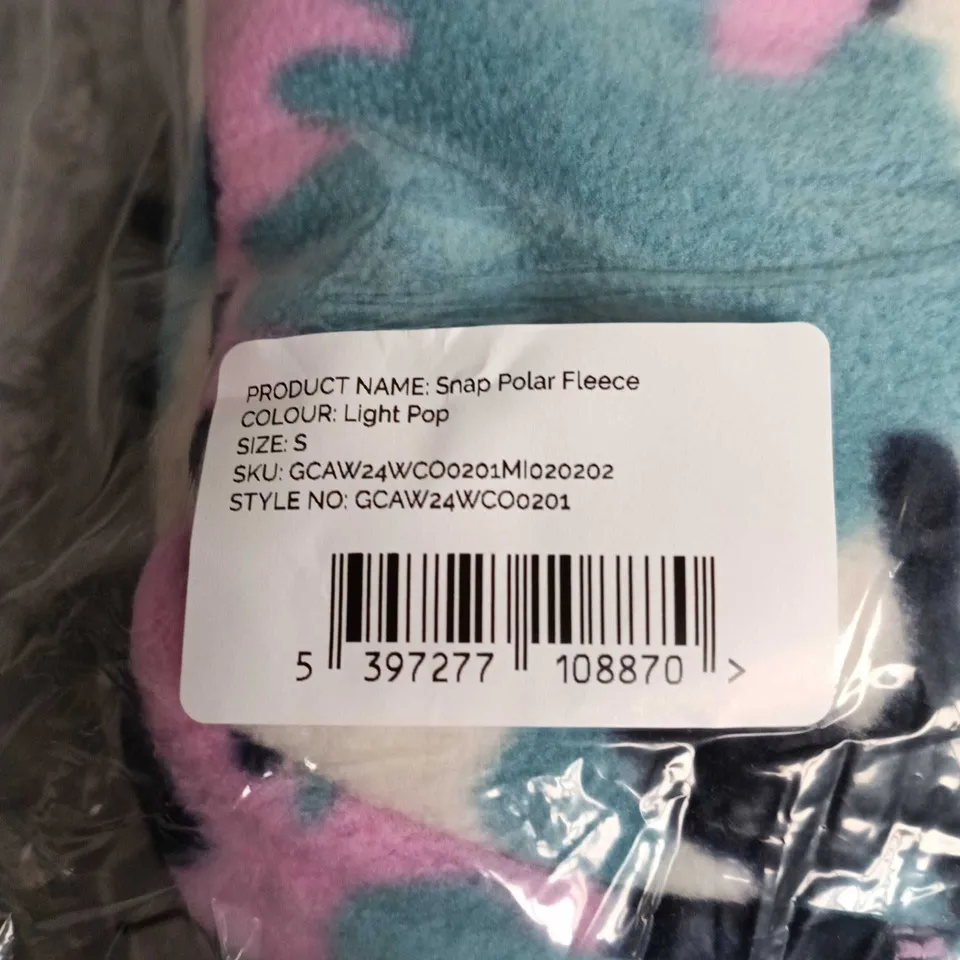 PRODUCT NAME: Snap Polar Fleece
COLOUR: Light Pop
SIZE: S
SKU: GCAW24WCO0201MI020202
STYLE NO: GCAW24WCO0201
5 397277 108870 >